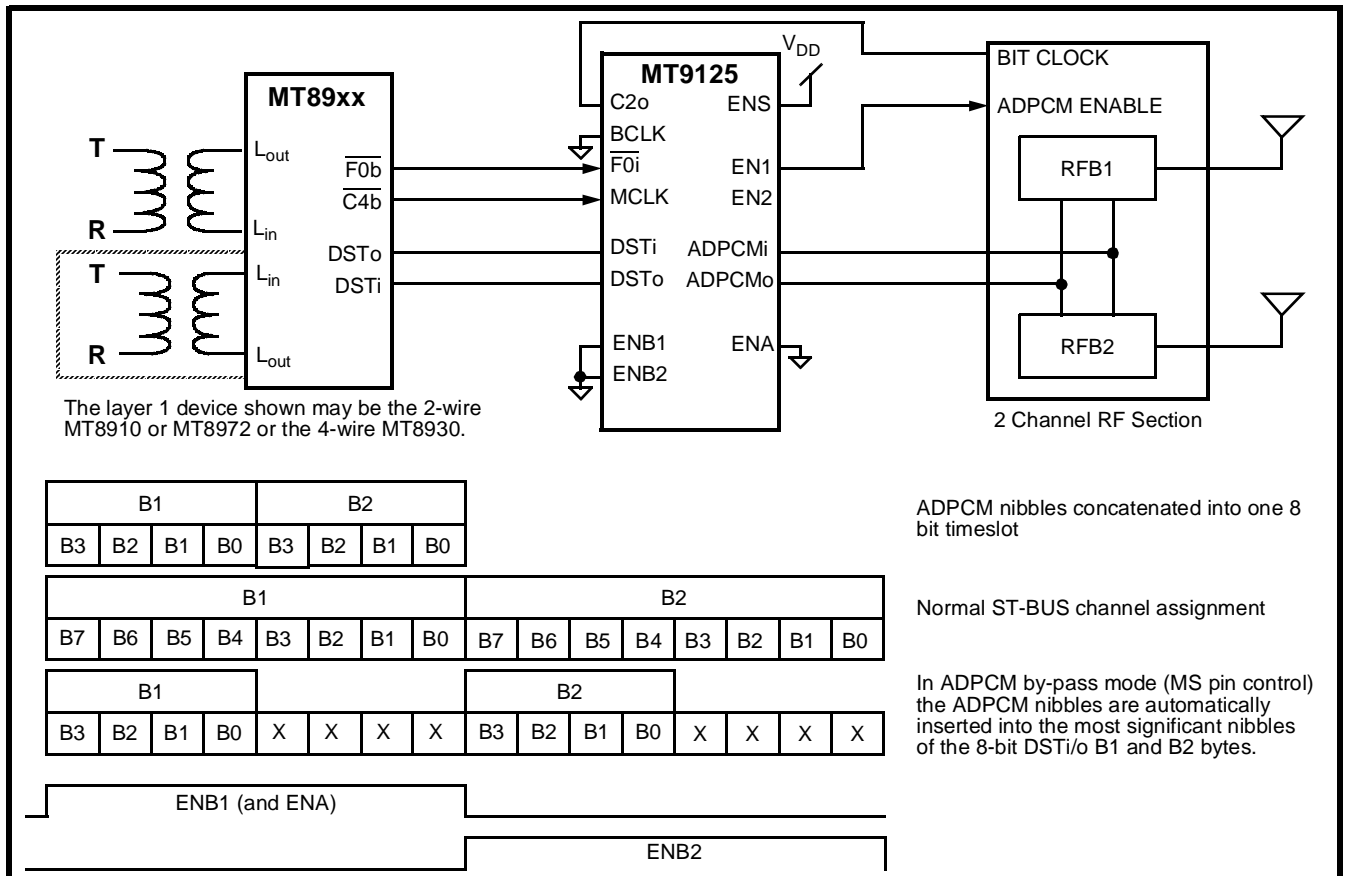 MT89xx
T
R
T
R
Lout
Lin
Lin
Lout
F0b
C4b
DSTo
DSTi
MT9125
C2o
BCLK
F0i
MCLK
DSTi
DSTo
ENB1
ENB2
ENS
EN1
EN2
ADPCMi
ADPCMo
ENA
VDD
BIT CLOCK
ADPCM ENABLE
RFB1
RFB2
2 Channel RF Section
The layer 1 device shown may be the 2-wire
MT8910 or MT8972 or the 4-wire MT8930.
B1 B2
B3 B2 B1 B0 B3 B2 B1 B0
ADPCM nibbles concatenated into one 8
bit timeslot
B1 B2
B7 B6 B5 B4 B3 B2 B1 B0 B7 B6 B5 B4 B3 B2 B1 B0
Normal ST-BUS channel assignment
B1 B2
B3 B2 B1 B0 X X X X B3 B2 B1 B0 X X X X
In ADPCM by-pass mode (MS pin control)
the ADPCM nibbles are automatically
inserted into the most significant nibbles
of the 8-bit DSTi/o B1 and B2 bytes.
ENB1 (and ENA)
ENB2